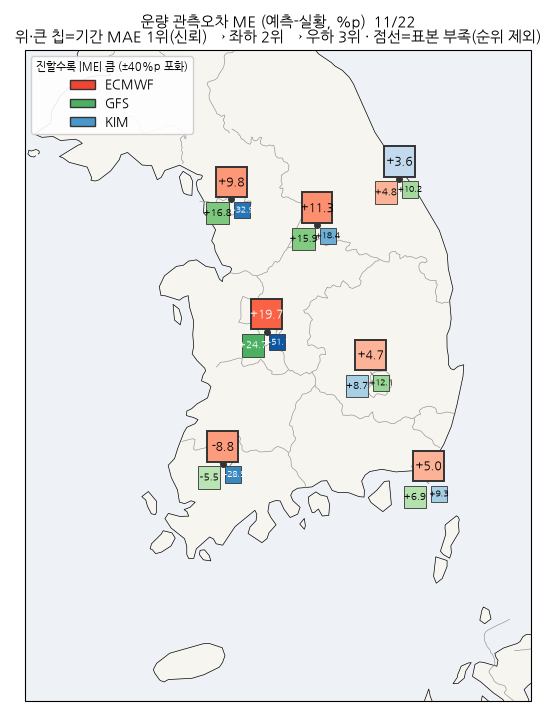 운량 관측오차 ME (예측-실황, %p)  11/22
위·큰 칩=기간 MAE 1위(신뢰) → 좌하 2위 → 우하 3위 · 점선=표본 부족(순위 제외)
진할수록 |ME| 큼 (±40%p 포화)
ECMWF
GFS
KIM
+3.6
+4.8 +10.2
+9.8
+16.8
+11.3
+15.9 +18.4
+19.7
+4.7
+8.7 +12.1
-8.8
-5.5
+5.0
+6.9 +9.3